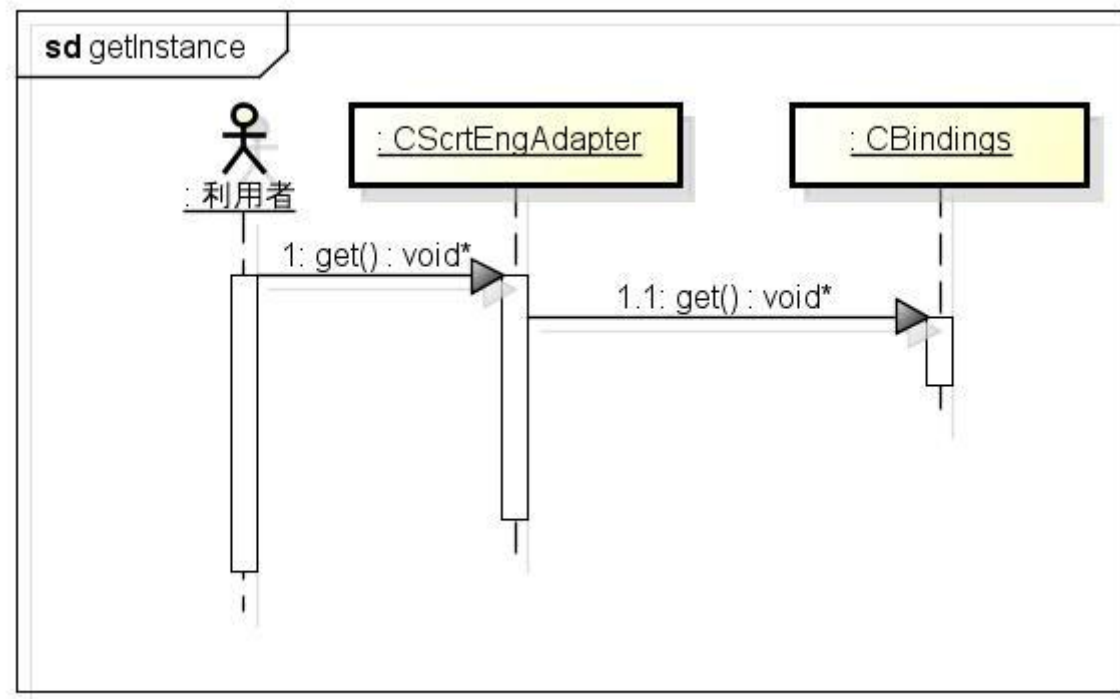 sd getInstance
: CScrtEngAdapter
: CBindings
: 利用者
1: get() : void*
1.1: get() : void*